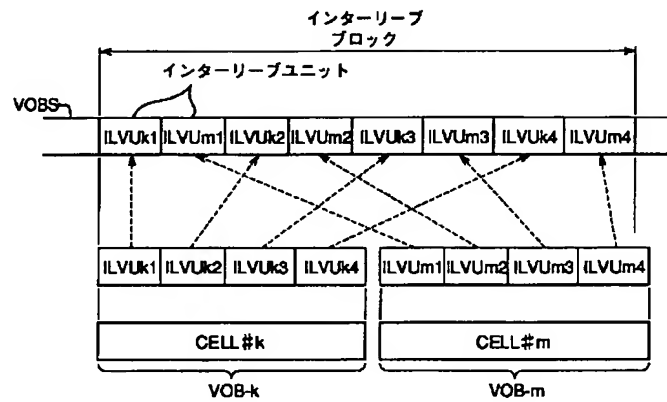 インターリーブ
ブロック
インターリーブユニット
VOBS
ILVUk1 ILVUm1 ILVUk2 ILVUm2 ILVUk3 ILVUm3 ILVUk4 ILVUm4
ILVUk1 ILVUk2 ILVUk3 ILVUk4 ILVUm1 ILVUm2 ILVUm3 ILVUm4
CELL#k CELL#m
VOB-k VOB-m